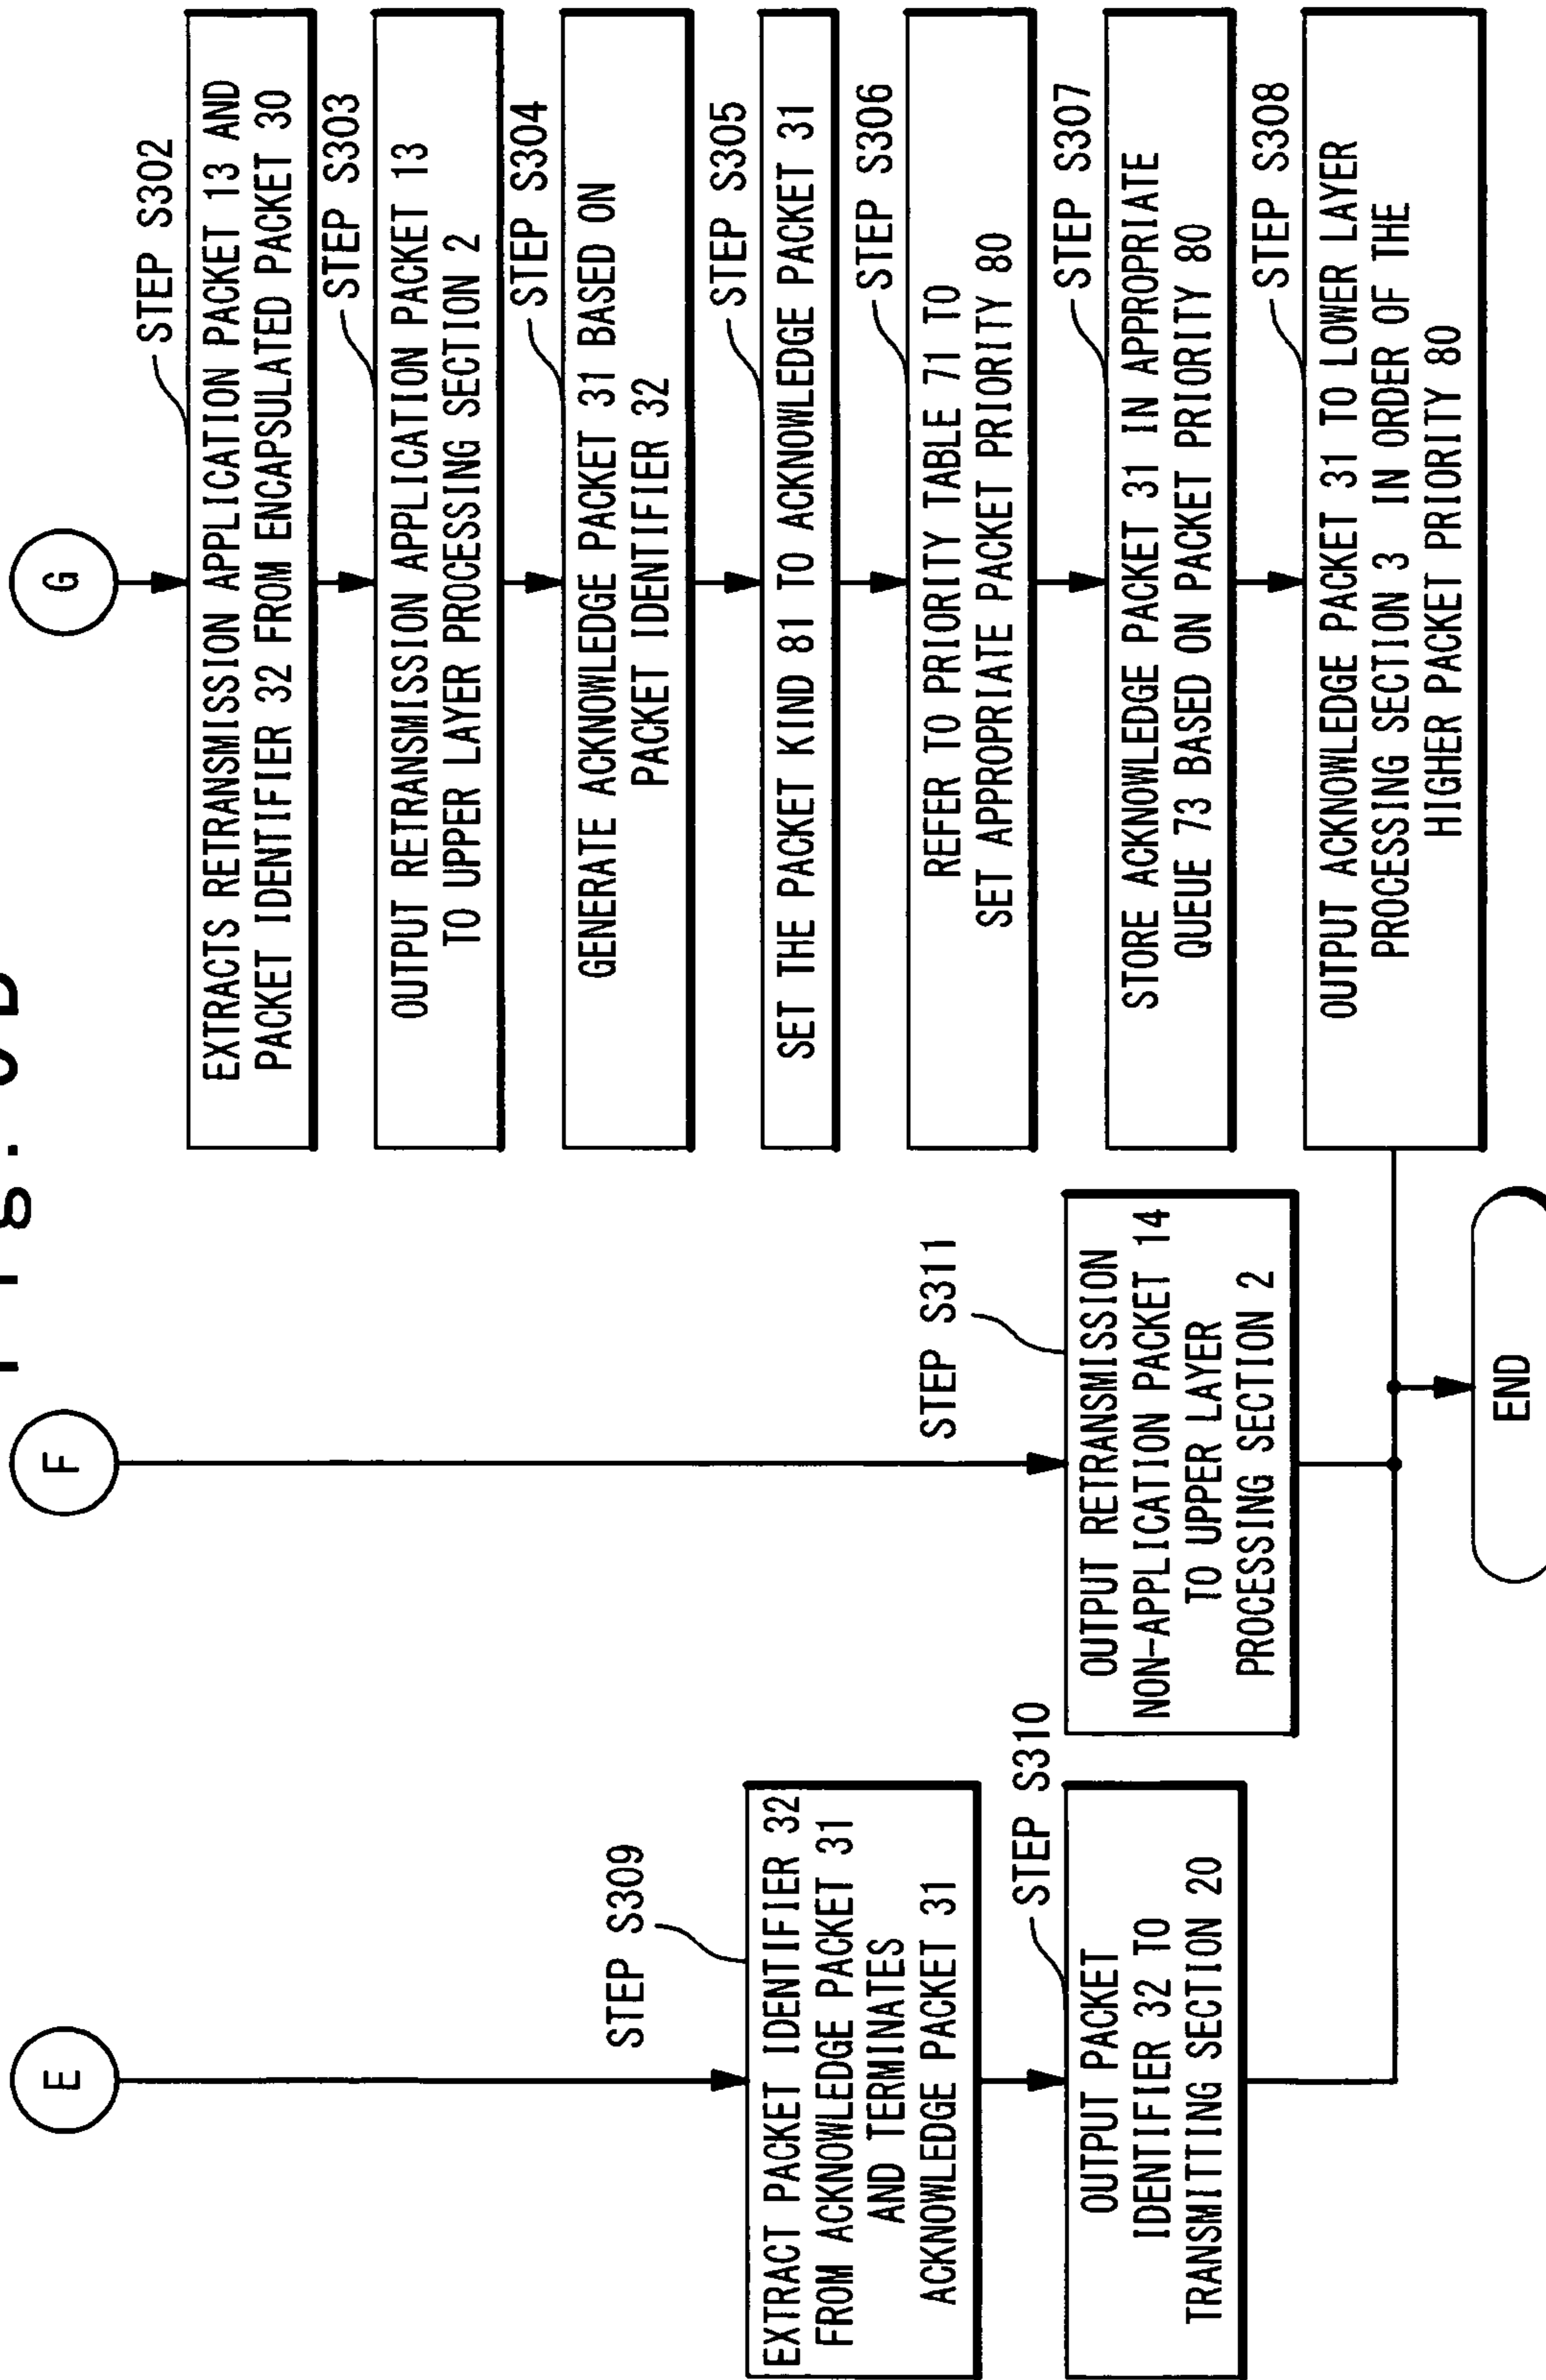 E
STEP S309
EXTRACT PACKET IDENTIFIER 32
FROM ACKNOWLEDGE PACKET 31
AND TERMINATES
ACKNOWLEDGE PACKET 31
STEP S310
OUTPUT PACKET
IDENTIFIER 32 TO
TRANSMITTING SECTION 20
F
STEP S311
OUTPUT RETRANSMISSION
NON-APPLICATION PACKET 14
TO UPPER LAYER
PROCESSING SECTION 2
G
STEP S302
EXTRACTS RETRANSMISSION APPLICATION PACKET 13 AND
PACKET IDENTIFIER 32 FROM ENCAPSULATED PACKET 30
STEP S303
OUTPUT RETRANSMISSION APPLICATION PACKET 13
TO UPPER LAYER PROCESSING SECTION 2
STEP S304
GENERATE ACKNOWLEDGE PACKET 31 BASED ON
PACKET IDENTIFIER 32
STEP S305
SET THE PACKET KIND 81 TO ACKNOWLEDGE PACKET 31
STEP S306
REFER TO PRIORITY TABLE 71 TO
SET APPROPRIATE PACKET PRIORITY 80
STEP S307
STORE ACKNOWLEDGE PACKET 31 IN APPROPRIATE
QUEUE 73 BASED ON PACKET PRIORITY 80
STEP S308
OUTPUT ACKNOWLEDGE PACKET 31 TO LOWER LAYER
PROCESSING SECTION 3 IN ORDER OF THE
HIGHER PACKET PRIORITY 80
END